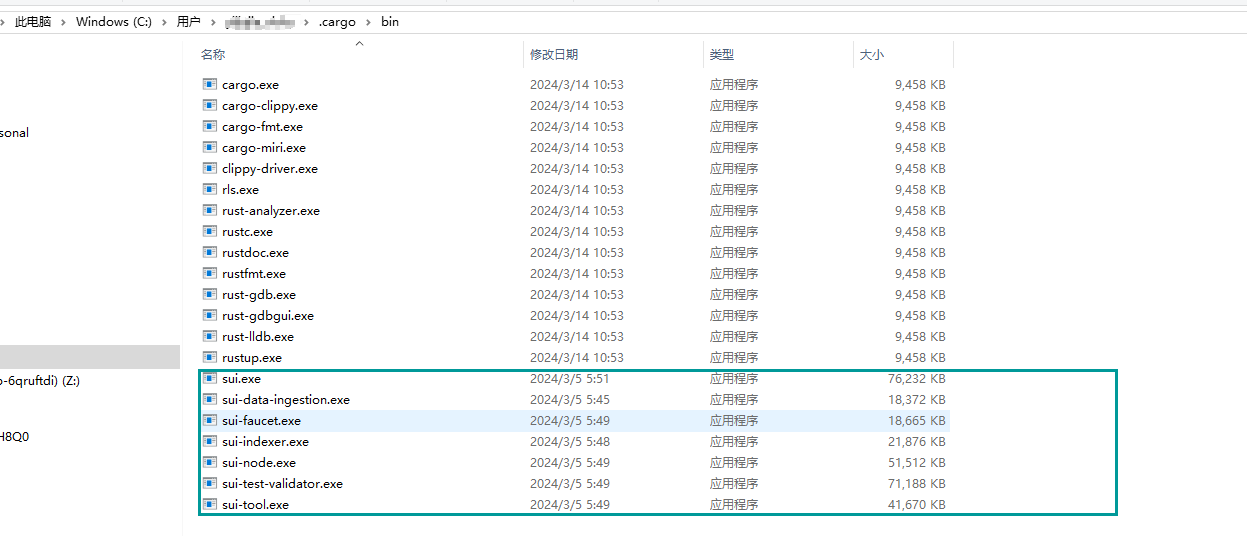 此电脑 > Windows (C:) > 用户 > > .cargo > bin
名称 修改日期 类型 大小
cargo.exe 2024/3/14 10:53 应用程序 9,458 KB
cargo-clippy.exe 2024/3/14 10:53 应用程序 9,458 KB
cargo-fmt.exe 2024/3/14 10:53 应用程序 9,458 KB
sonal
cargo-miri.exe 2024/3/14 10:53 应用程序 9,458 KB
clippy-driver.exe 2024/3/14 10:53 应用程序 9,458 KB
rls.exe 2024/3/14 10:53 应用程序 9,458 KB
rust-analyzer.exe 2024/3/14 10:53 应用程序 9,458 KB
rustc.exe 2024/3/14 10:53 应用程序 9,458 KB
rustdoc.exe 2024/3/14 10:53 应用程序 9,458 KB
rustfmt.exe 2024/3/14 10:53 应用程序 9,458 KB
rust-gdb.exe 2024/3/14 10:53 应用程序 9,458 KB
rust-gdbgui.exe 2024/3/14 10:53 应用程序 9,458 KB
rust-lldb.exe 2024/3/14 10:53 应用程序 9,458 KB
rustup.exe 2024/3/14 10:53 应用程序 9,458 KB
sui.exe 2024/3/5 5:51 应用程序 76,232 KB
o-6qruftdi) (Z:)
sui-data-ingestion.exe 2024/3/5 5:45 应用程序 18,372 KB
sui-faucet.exe 2024/3/5 5:49 应用程序 18,665 KB
H8Q0
sui-indexer.exe 2024/3/5 5:48 应用程序 21,876 KB
sui-node.exe 2024/3/5 5:49 应用程序 51,512 KB
sui-test-validator.exe 2024/3/5 5:49 应用程序 71,188 KB
sui-tool.exe 2024/3/5 5:49 应用程序 41,670 KB